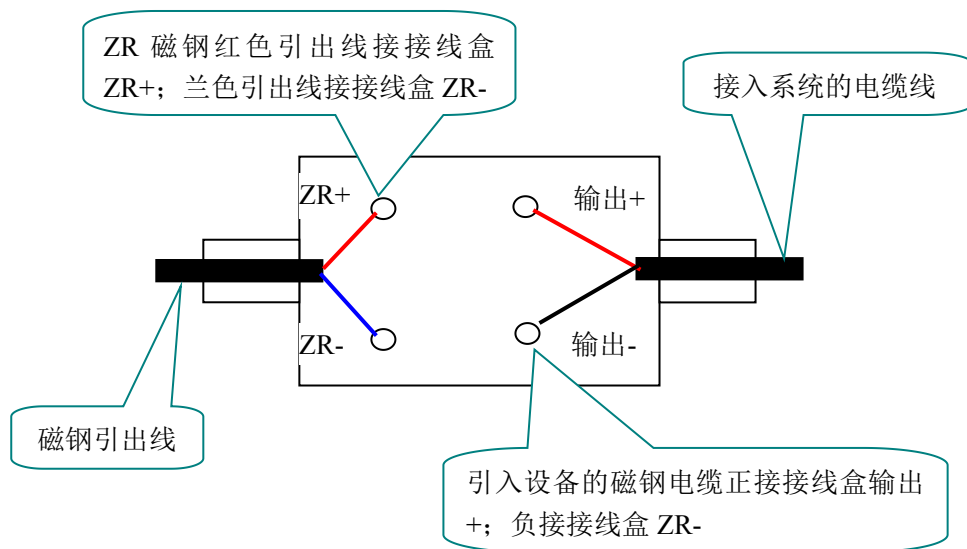 ZR 磁钢红色引出线接接线盒
ZR+；兰色引出线接接线盒 ZR-
接入系统的电缆线
ZR+
输出+
ZR-
输出-
磁钢引出线
引入设备的磁钢电缆正接接线盒输出
+；负接接线盒 ZR-